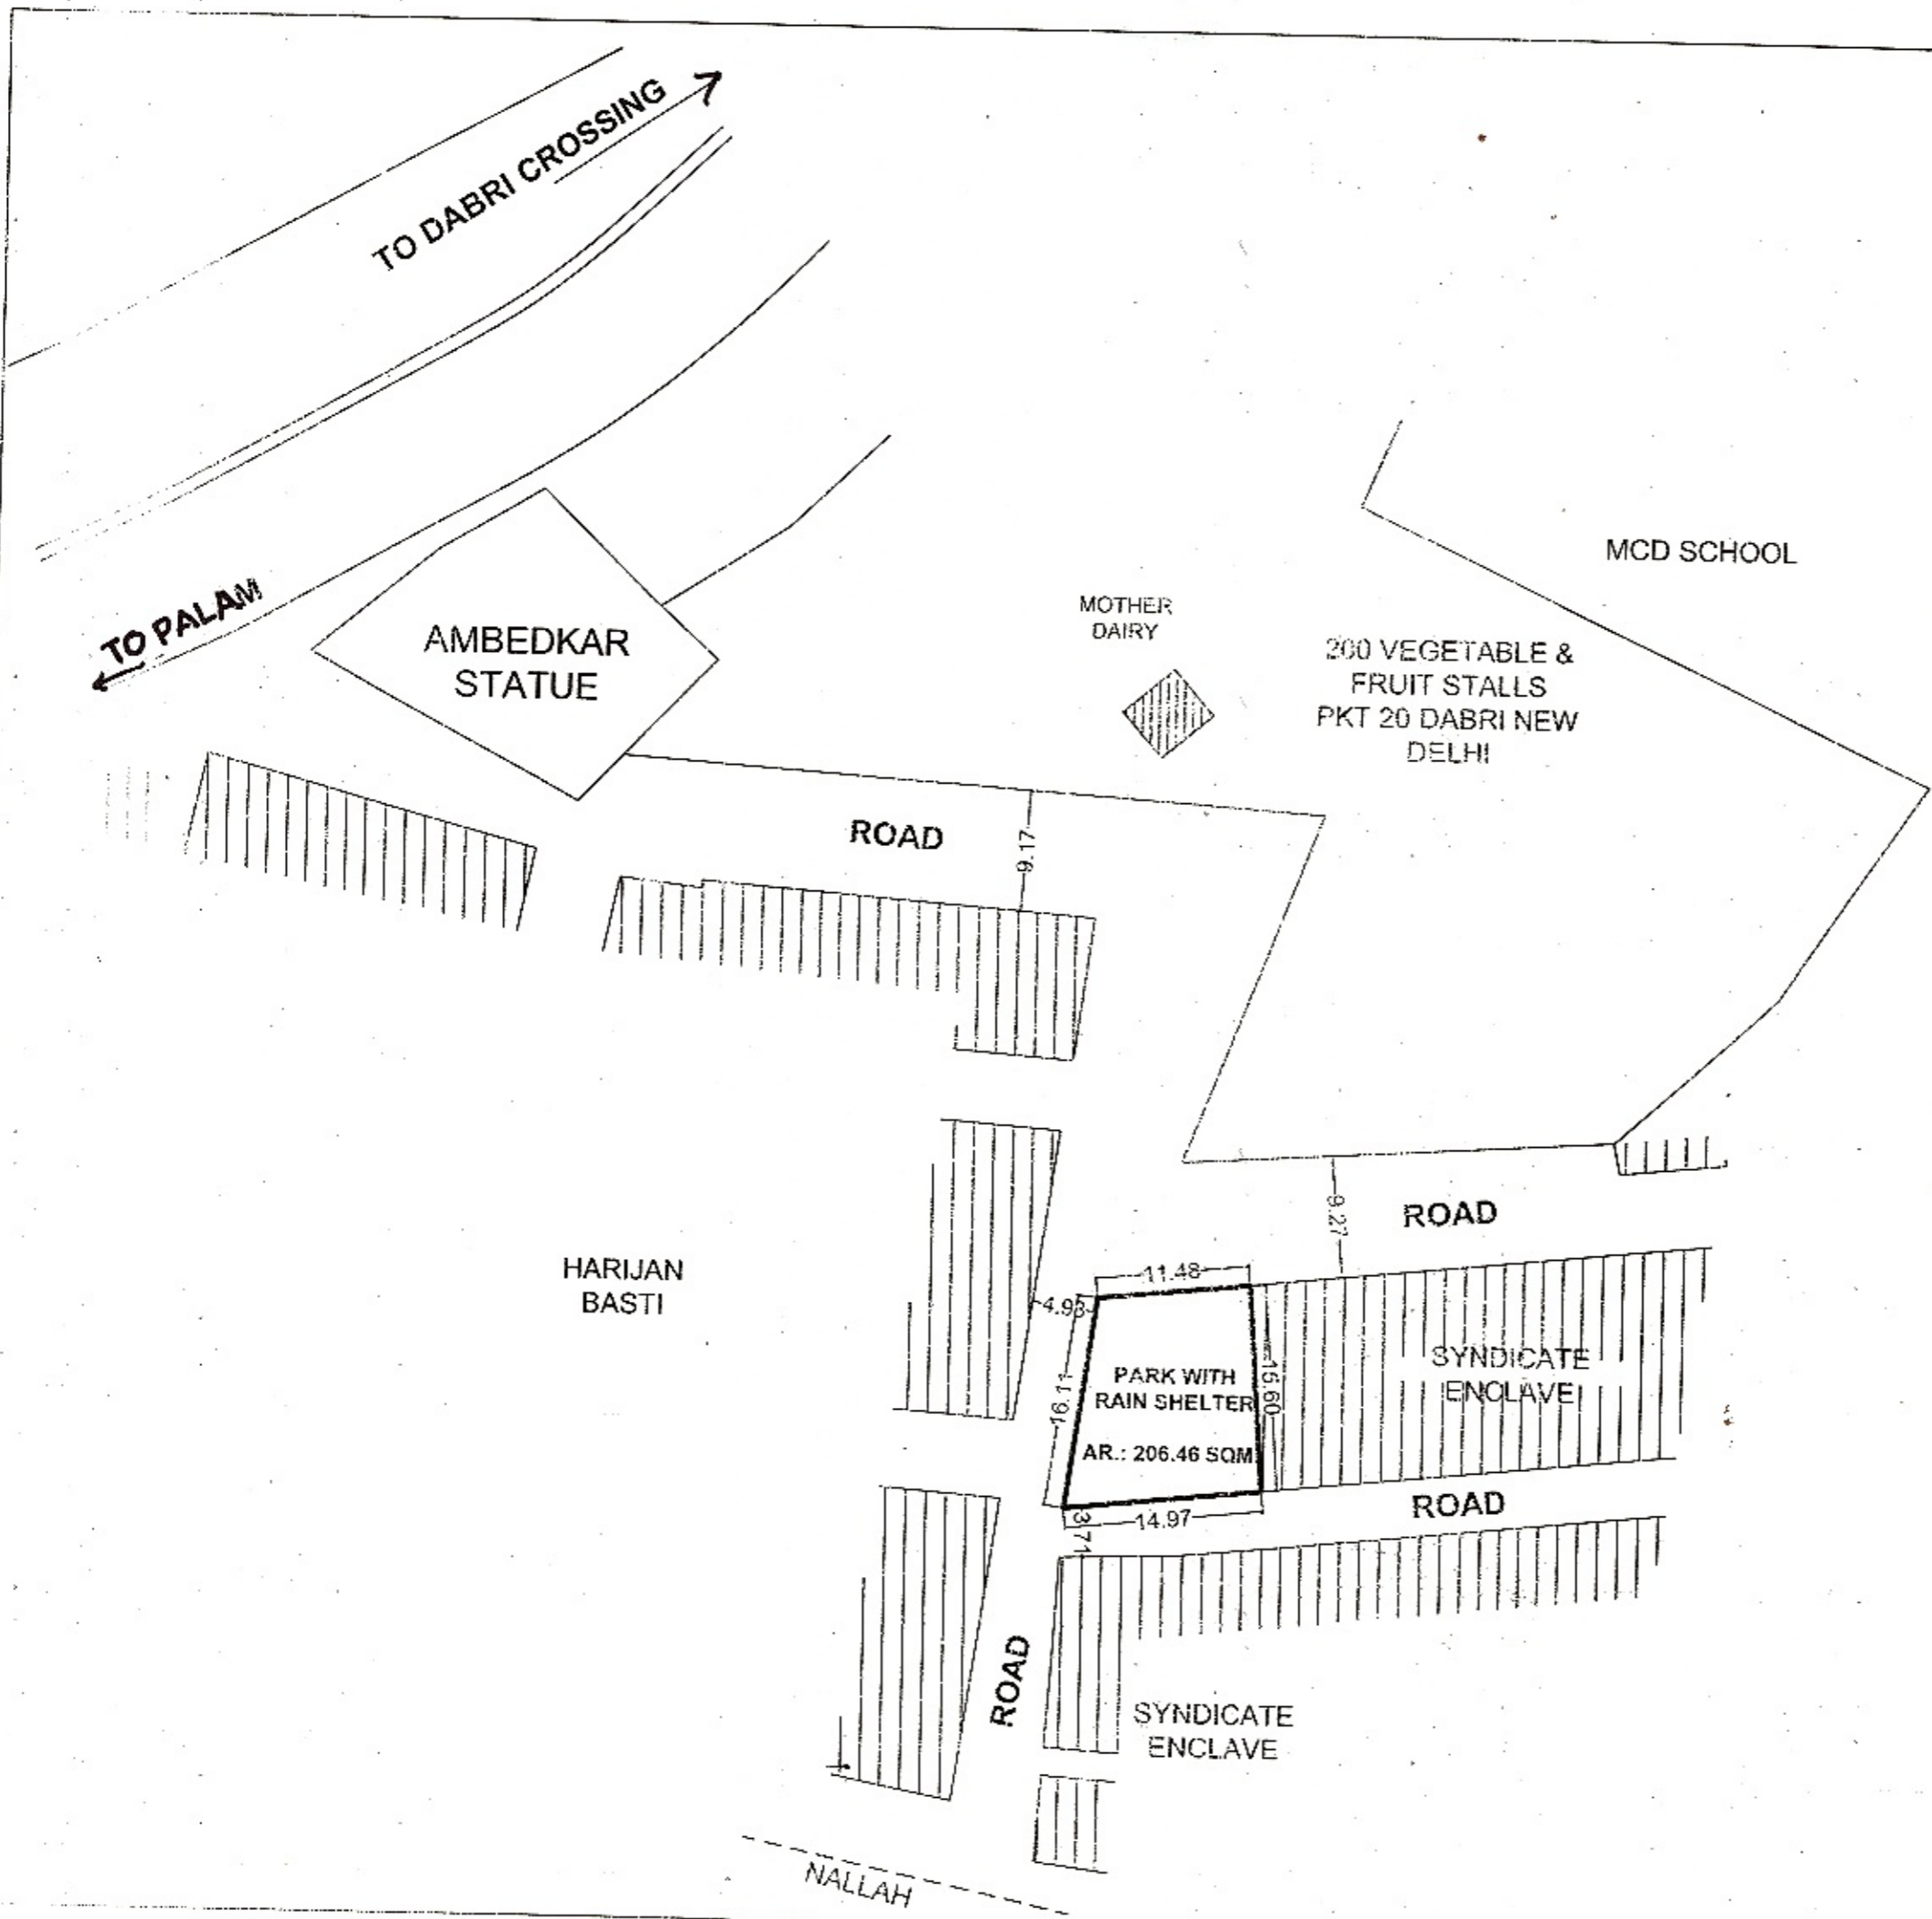 TO DABRI CROSSING
TO PALAM
AMBEDKAR
STATUE
MCD SCHOOL
MOTHER
DAIRY
200 VEGETABLE &
FRUIT STALLS
PKT 20 DABRI NEW
DELHI
ROAD
9.17
9.27
ROAD
HARIJAN
BASTI
11.48
4.93
16.11
15.60
PARK WITH
RAIN SHELTER
AR.: 206.46 SQM
SYNDICATE
ENCLAVE
14.97
3.71
ROAD
ROAD
SYNDICATE
ENCLAVE
NALLAH